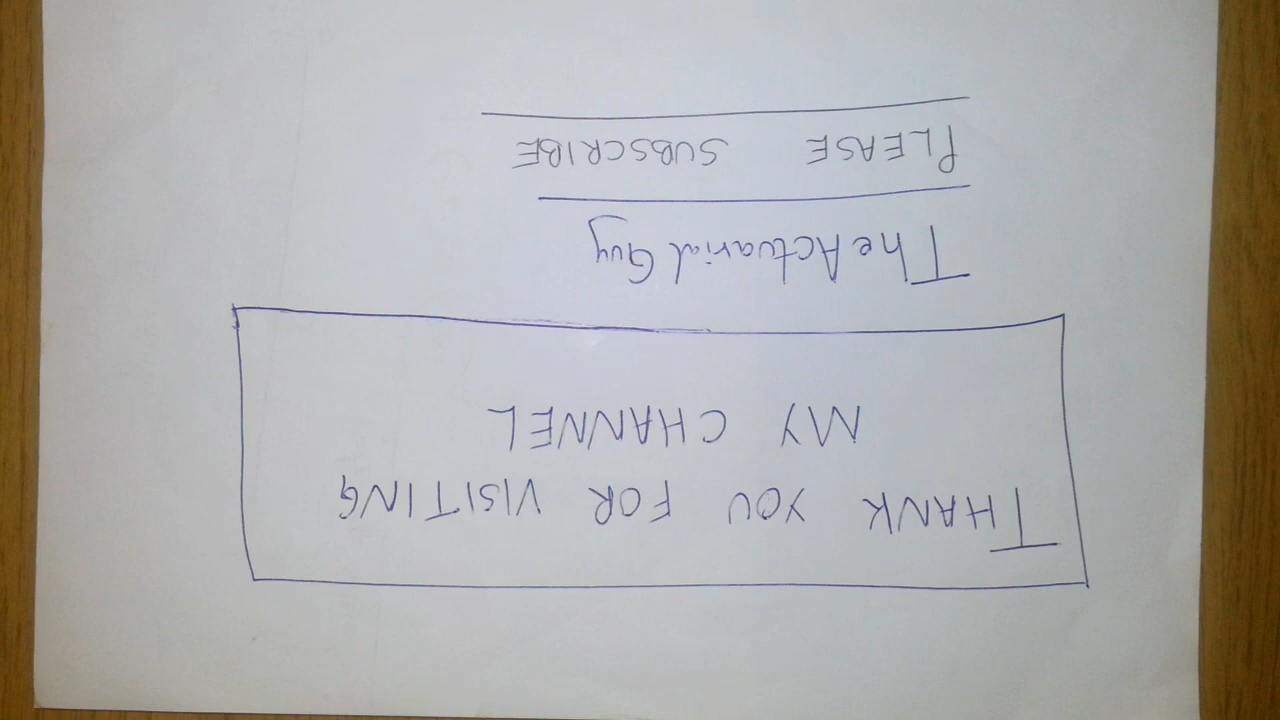 THANK YOU FOR VISITING
MY CHANNEL
The Actuarial Guy
PLEASE SUBSCRIBE